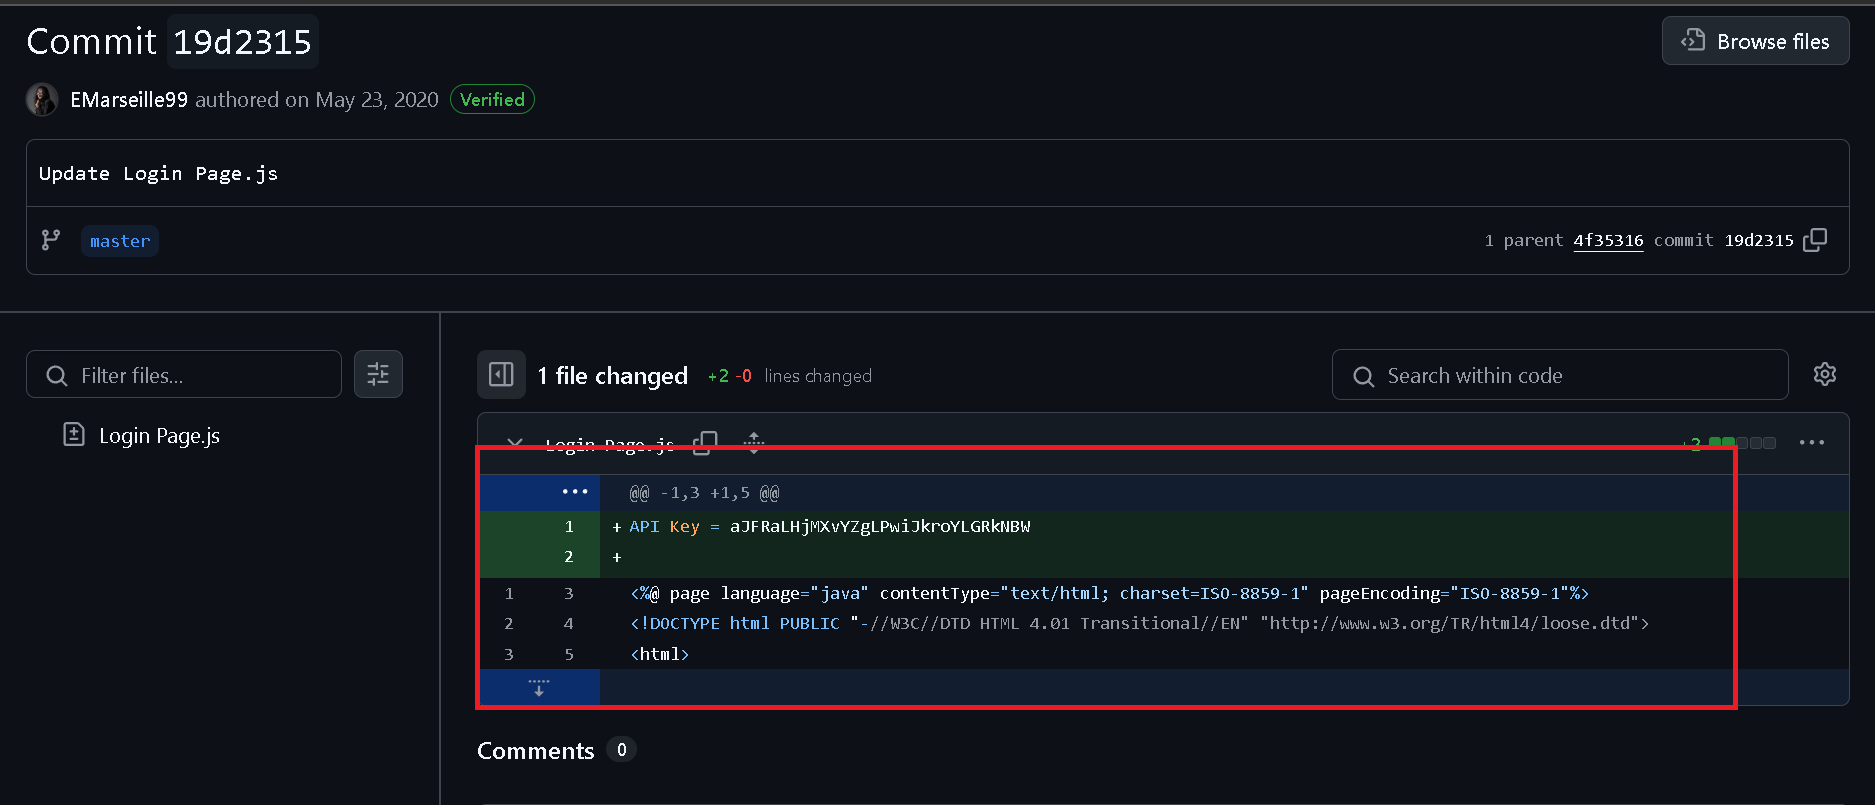 Commit 19d2315
Browse files
EMarseille99 authored on May 23, 2020 Verified
Update Login Page.js
master
1 parent 4f35316 commit 19d2315
Filter files...
Login Page.js
1 file changed +2 -0 lines changed
Search within code
Login Page.js
+2
@@ -1,3 +1,5 @@
1 + API Key = aJFRaLHjMXvYZgLPwiJkroYLGRkNBW
2 +
1 3 <%@ page language="java" contentType="text/html; charset=ISO-8859-1" pageEncoding="ISO-8859-1"%>
2 4 <!DOCTYPE html PUBLIC "-//W3C//DTD HTML 4.01 Transitional//EN" "http://www.w3.org/TR/html4/loose.dtd">
3 5 <html>
Comments 0